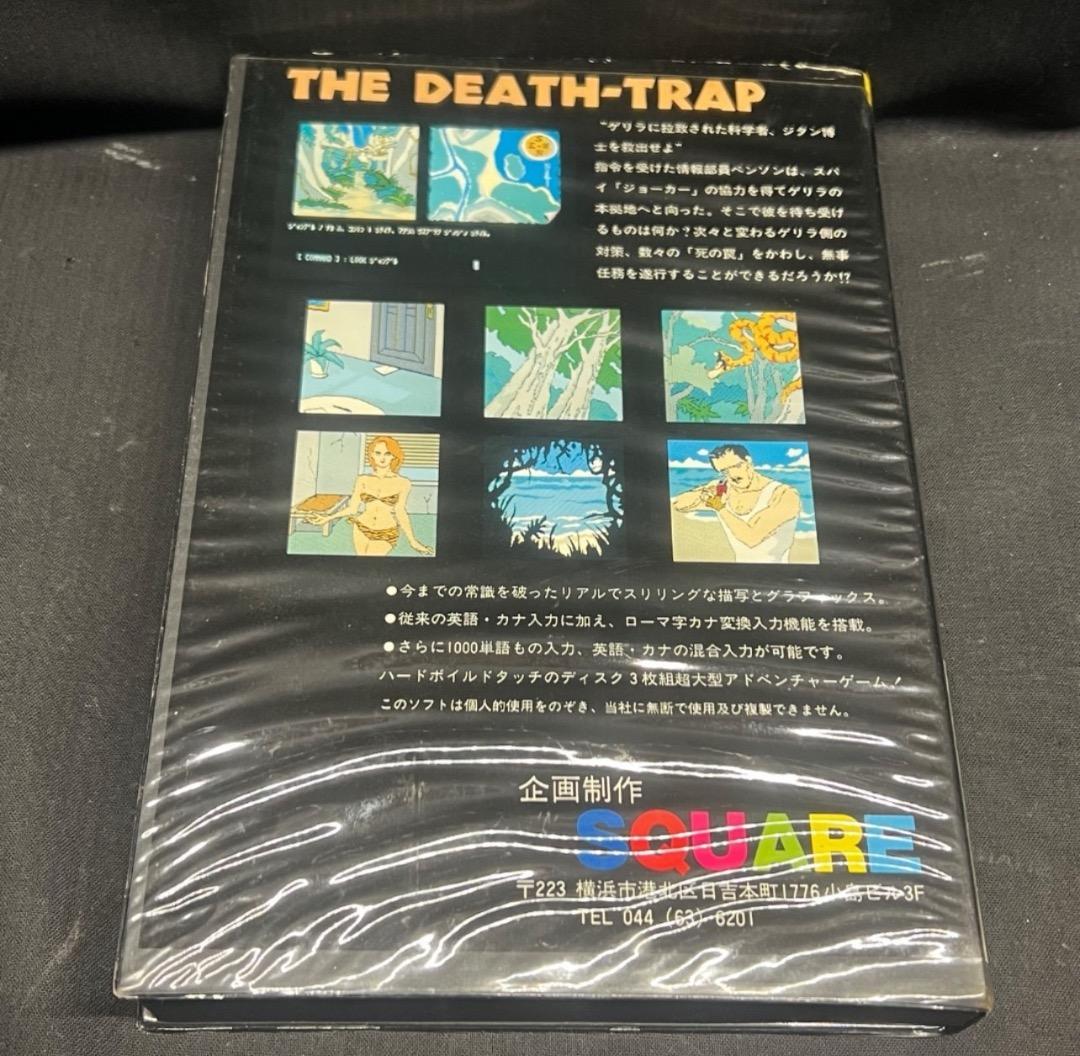 THE DEATH-TRAP
"ゲリラに拉致された科学者、ジタン博
士を救出せよ"
指令を受けた情報部員ベンソンは、スパ
イ「ジョーカー」の協力を得てゲリラの
本拠地へと向った。そこで彼を待ち受け
るものは何か？次々と変わるゲリラ側の
対策、数々の「死の罠」をかわし、無事
任務を遂行することができるだろうか!?
[ COMMAND ] : LOOK ｼﾞｬﾝｸﾞﾙ
●今までの常識を破ったリアルでスリリングな描写とグラフィックス。
●従来の英語・カナ入力に加え、ローマ字カナ変換入力機能を搭載。
●さらに1000単語もの入力、英語・カナの混合入力が可能です。
ハードボイルドタッチのディスク3枚組超大型アドベンチャーゲーム！
このソフトは個人的使用をのぞき、当社に無断で使用及び複製できません。
企画制作
SQUARE
〒223 横浜市港北区日吉本町1776小島ビル3F
TEL 044 (63) 6201